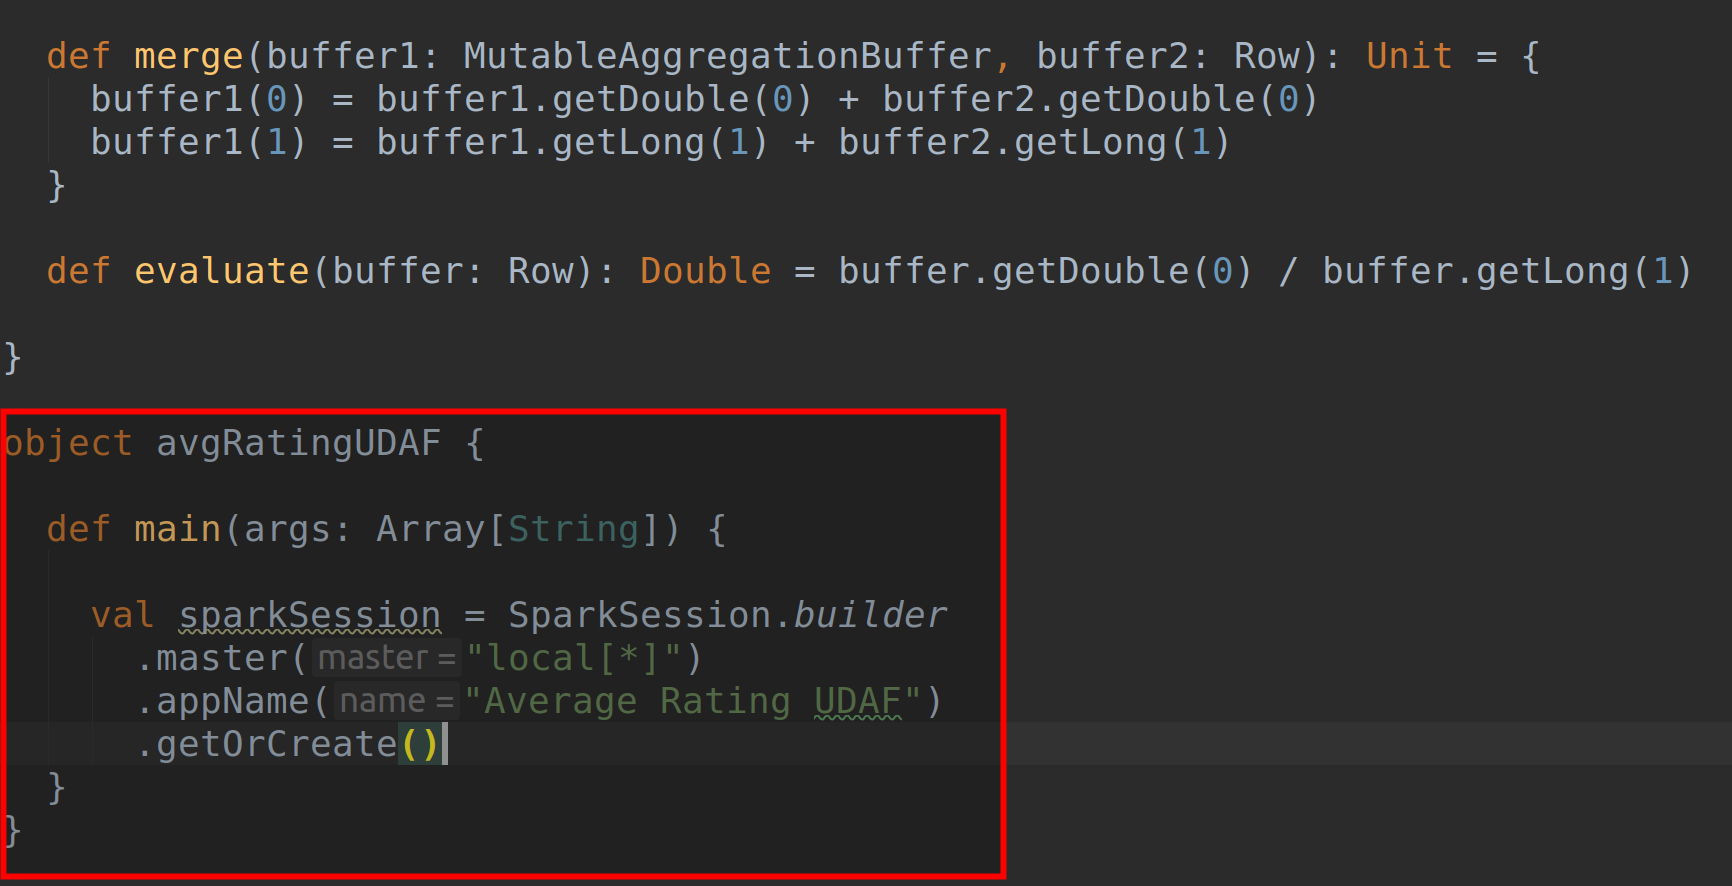 def merge(buffer1: MutableAggregationBuffer, buffer2: Row): Unit = {
buffer1(0) = buffer1.getDouble(0) + buffer2.getDouble(0)
buffer1(1) = buffer1.getLong(1) + buffer2.getLong(1)
}
def evaluate(buffer: Row): Double = buffer.getDouble(0) / buffer.getLong(1)
}
object avgRatingUDAF {
def main(args: Array[String]) {
val sparkSession = SparkSession.builder
.master( master = "local[*]")
.appName( name = "Average Rating UDAF")
.getOrCreate()
}
}